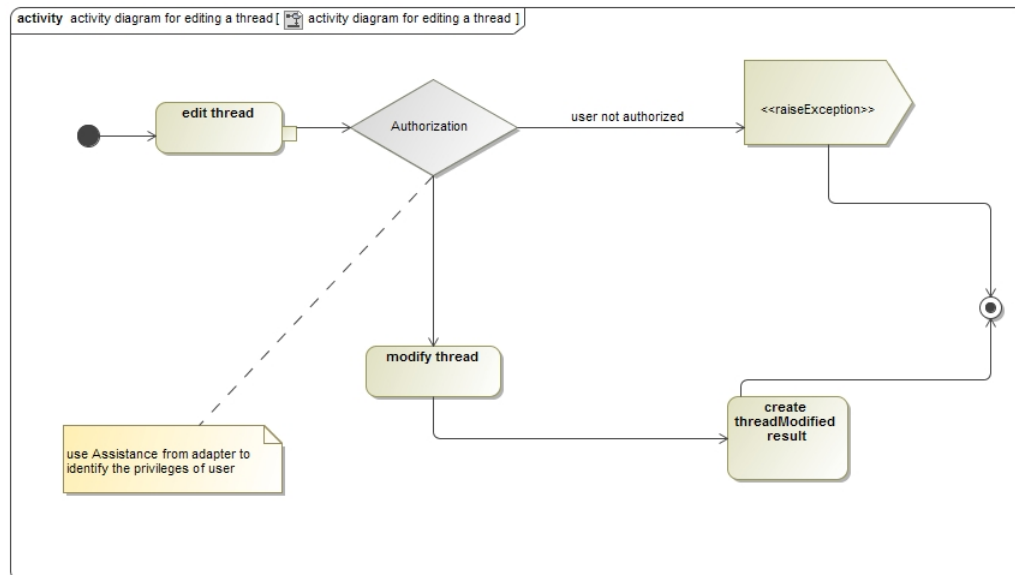 activity activity diagram for editing a thread [ activity diagram for editing a thread ]
edit thread
Authorization
user not authorized
<<raiseException>>
modify thread
create
threadModified
result
use Assistance from adapter to
identify the privileges of user